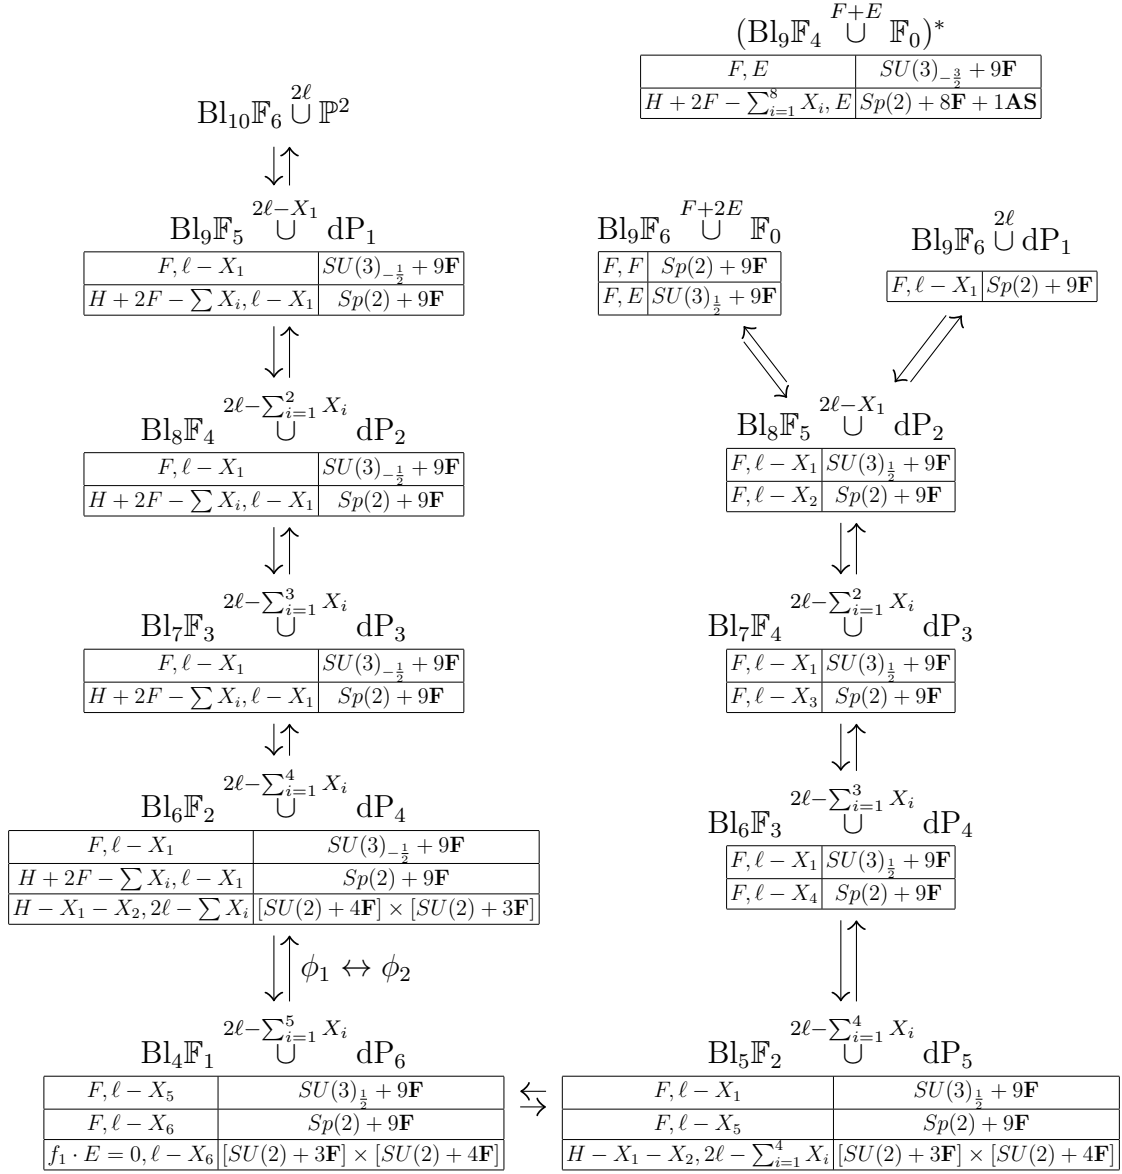 (Bl₉𝔽₄ ∪^{F+E} 𝔽₀)*
F, E | SU(3)_{-3/2} + 9F
H + 2F − ∑_{i=1}^{8} X_i, E | Sp(2) + 8F + 1AS
Bl₁₀𝔽₆ ∪^{2ℓ} ℙ²
Bl₉𝔽₅ ∪^{2ℓ−X₁} dP₁
F, ℓ − X₁ | SU(3)_{-1/2} + 9F
H + 2F − ∑ X_i, ℓ − X₁ | Sp(2) + 9F
Bl₈𝔽₄ ∪^{2ℓ−∑_{i=1}^{2} X_i} dP₂
F, ℓ − X₁ | SU(3)_{-1/2} + 9F
H + 2F − ∑ X_i, ℓ − X₁ | Sp(2) + 9F
Bl₇𝔽₃ ∪^{2ℓ−∑_{i=1}^{3} X_i} dP₃
F, ℓ − X₁ | SU(3)_{-1/2} + 9F
H + 2F − ∑ X_i, ℓ − X₁ | Sp(2) + 9F
Bl₆𝔽₂ ∪^{2ℓ−∑_{i=1}^{4} X_i} dP₄
F, ℓ − X₁ | SU(3)_{-1/2} + 9F
H + 2F − ∑ X_i, ℓ − X₁ | Sp(2) + 9F
H − X₁ − X₂, 2ℓ − ∑ X_i | [SU(2) + 4F] × [SU(2) + 3F]
ϕ₁ ↔ ϕ₂
Bl₄𝔽₁ ∪^{2ℓ−∑_{i=1}^{5} X_i} dP₆
F, ℓ − X₅ | SU(3)_{1/2} + 9F
F, ℓ − X₆ | Sp(2) + 9F
f₁ · E = 0, ℓ − X₆ | [SU(2) + 3F] × [SU(2) + 4F]
Bl₉𝔽₆ ∪^{F+2E} 𝔽₀
F, F | Sp(2) + 9F
F, E | SU(3)_{1/2} + 9F
Bl₉𝔽₆ ∪^{2ℓ} dP₁
F, ℓ − X₁ | Sp(2) + 9F
Bl₈𝔽₅ ∪^{2ℓ−X₁} dP₂
F, ℓ − X₁ | SU(3)_{1/2} + 9F
F, ℓ − X₂ | Sp(2) + 9F
Bl₇𝔽₄ ∪^{2ℓ−∑_{i=1}^{2} X_i} dP₃
F, ℓ − X₁ | SU(3)_{1/2} + 9F
F, ℓ − X₃ | Sp(2) + 9F
Bl₆𝔽₃ ∪^{2ℓ−∑_{i=1}^{3} X_i} dP₄
F, ℓ − X₁ | SU(3)_{1/2} + 9F
F, ℓ − X₄ | Sp(2) + 9F
Bl₅𝔽₂ ∪^{2ℓ−∑_{i=1}^{4} X_i} dP₅
F, ℓ − X₁ | SU(3)_{1/2} + 9F
F, ℓ − X₅ | Sp(2) + 9F
H − X₁ − X₂, 2ℓ − ∑_{i=1}^{4} X_i | [SU(2) + 3F] × [SU(2) + 4F]